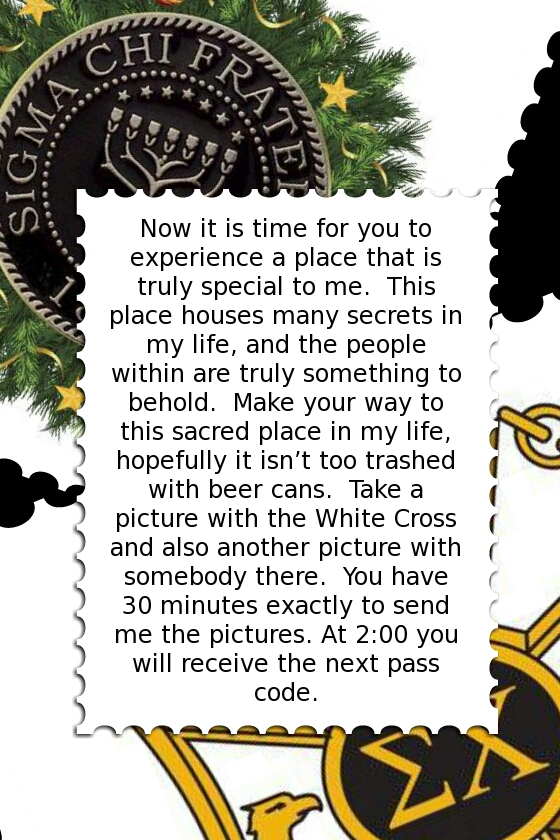 SIGMA CHI FRATER
Now it is time for you to
experience a place that is
truly special to me.  This
place houses many secrets in
my life, and the people
within are truly something to
behold.  Make your way to
this sacred place in my life,
hopefully it isn’t too trashed
with beer cans.  Take a
picture with the White Cross
and also another picture with
somebody there.  You have
30 minutes exactly to send
me the pictures. At 2:00 you
will receive the next pass
code.
ΣΧ